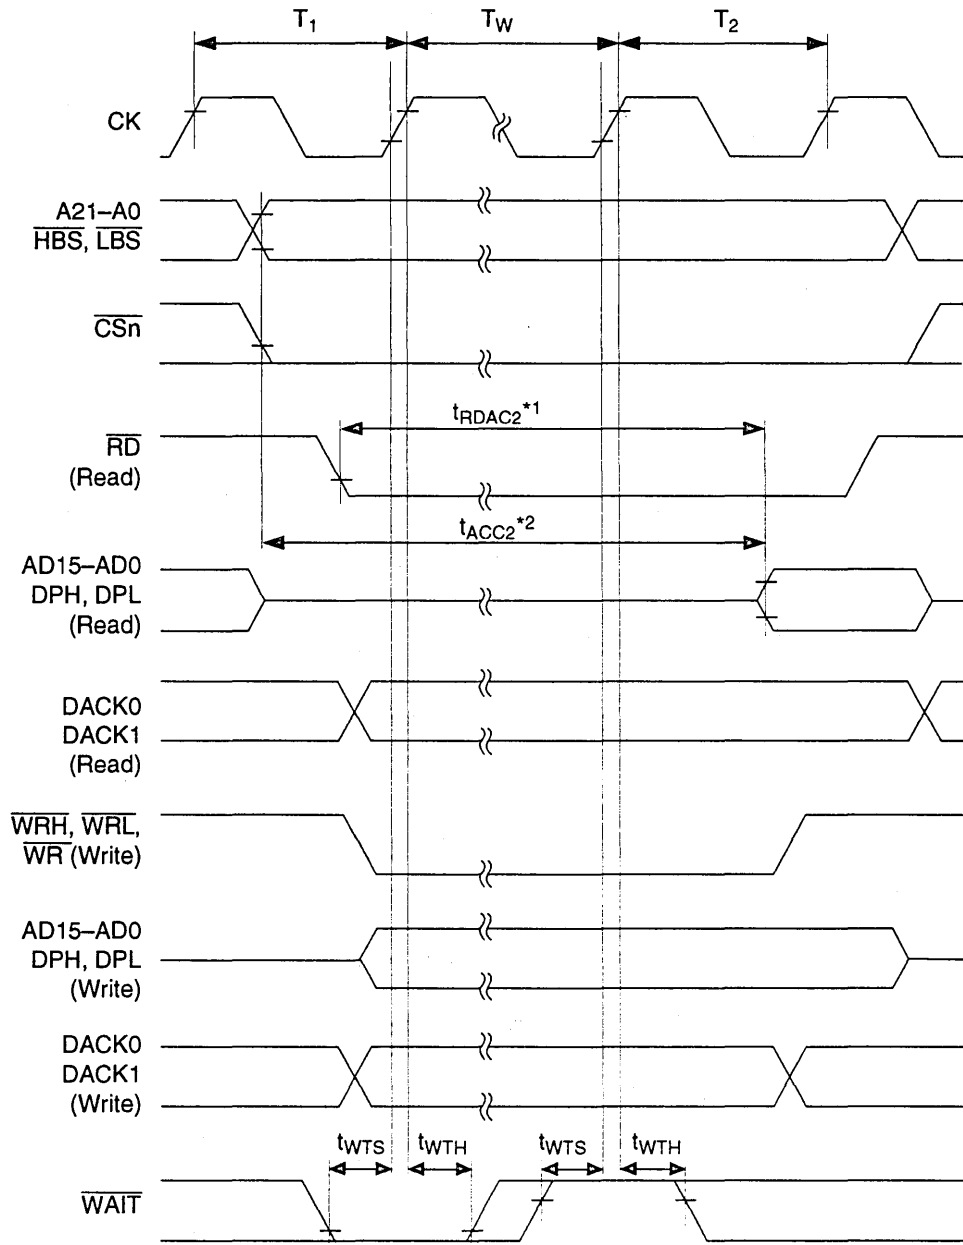 T1 TW T2
CK
A21–A0
HBS, LBS
CSn
tRDAC2*1
RD
(Read)
tACC2*2
AD15–AD0
DPH, DPL
(Read)
DACK0
DACK1
(Read)
WRH, WRL,
WR (Write)
AD15–AD0
DPH, DPL
(Write)
DACK0
DACK1
(Write)
tWTS tWTH tWTS tWTH
WAIT